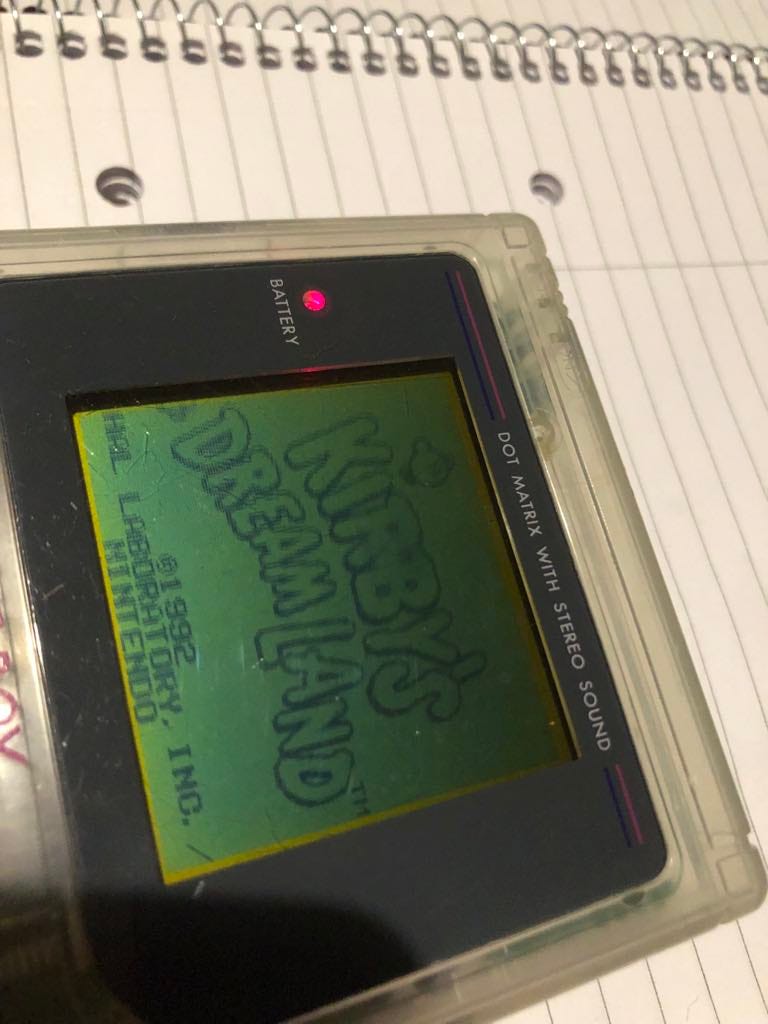 DOT MATRIX WITH STEREO SOUND
BATTERY
KIRBY'S
DREAM LAND
TM
©1992
HAL LABORATORY, INC.
NINTENDO